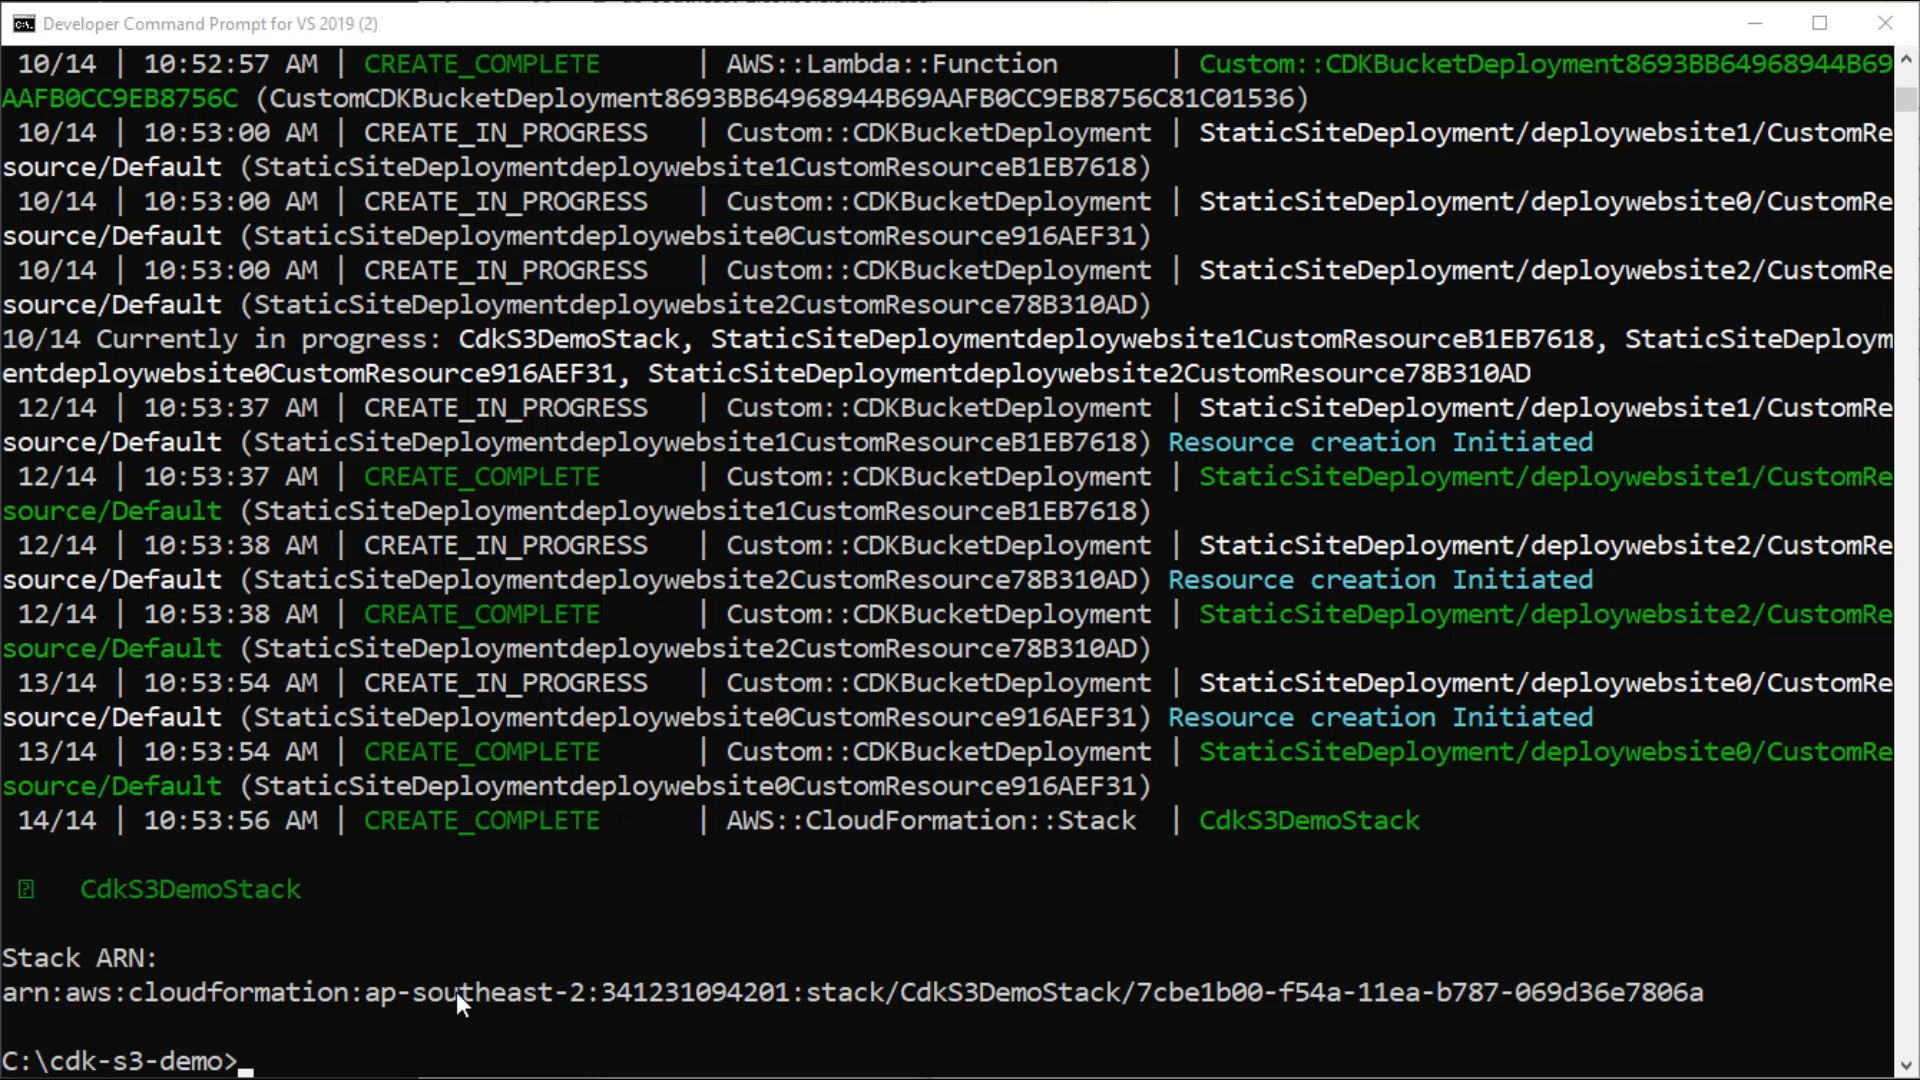 Developer Command Prompt for VS 2019 (2)
10/14 | 10:52:57 AM | CREATE_COMPLETE | AWS::Lambda::Function | Custom::CDKBucketDeployment8693BB64968944B69
AAFB0CC9EB8756C (CustomCDKBucketDeployment8693BB64968944B69AAFB0CC9EB8756C81C01536)
10/14 | 10:53:00 AM | CREATE_IN_PROGRESS | Custom::CDKBucketDeployment | StaticSiteDeployment/deploywebsite1/CustomRe
source/Default (StaticSiteDeploymentdeploywebsite1CustomResourceB1EB7618)
10/14 | 10:53:00 AM | CREATE_IN_PROGRESS | Custom::CDKBucketDeployment | StaticSiteDeployment/deploywebsite0/CustomRe
source/Default (StaticSiteDeploymentdeploywebsite0CustomResource916AEF31)
10/14 | 10:53:00 AM | CREATE_IN_PROGRESS | Custom::CDKBucketDeployment | StaticSiteDeployment/deploywebsite2/CustomRe
source/Default (StaticSiteDeploymentdeploywebsite2CustomResource78B310AD)
10/14 Currently in progress: CdkS3DemoStack, StaticSiteDeploymentdeploywebsite1CustomResourceB1EB7618, StaticSiteDeploym
entdeploywebsite0CustomResource916AEF31, StaticSiteDeploymentdeploywebsite2CustomResource78B310AD
12/14 | 10:53:37 AM | CREATE_IN_PROGRESS | Custom::CDKBucketDeployment | StaticSiteDeployment/deploywebsite1/CustomRe
source/Default (StaticSiteDeploymentdeploywebsite1CustomResourceB1EB7618) Resource creation Initiated
12/14 | 10:53:37 AM | CREATE_COMPLETE | Custom::CDKBucketDeployment | StaticSiteDeployment/deploywebsite1/CustomRe
source/Default (StaticSiteDeploymentdeploywebsite1CustomResourceB1EB7618)
12/14 | 10:53:38 AM | CREATE_IN_PROGRESS | Custom::CDKBucketDeployment | StaticSiteDeployment/deploywebsite2/CustomRe
source/Default (StaticSiteDeploymentdeploywebsite2CustomResource78B310AD) Resource creation Initiated
12/14 | 10:53:38 AM | CREATE_COMPLETE | Custom::CDKBucketDeployment | StaticSiteDeployment/deploywebsite2/CustomRe
source/Default (StaticSiteDeploymentdeploywebsite2CustomResource78B310AD)
13/14 | 10:53:54 AM | CREATE_IN_PROGRESS | Custom::CDKBucketDeployment | StaticSiteDeployment/deploywebsite0/CustomRe
source/Default (StaticSiteDeploymentdeploywebsite0CustomResource916AEF31) Resource creation Initiated
13/14 | 10:53:54 AM | CREATE_COMPLETE | Custom::CDKBucketDeployment | StaticSiteDeployment/deploywebsite0/CustomRe
source/Default (StaticSiteDeploymentdeploywebsite0CustomResource916AEF31)
14/14 | 10:53:56 AM | CREATE_COMPLETE | AWS::CloudFormation::Stack | CdkS3DemoStack
CdkS3DemoStack
Stack ARN:
arn:aws:cloudformation:ap-southeast-2:341231094201:stack/CdkS3DemoStack/7cbe1b00-f54a-11ea-b787-069d36e7806a
C:\cdk-s3-demo>